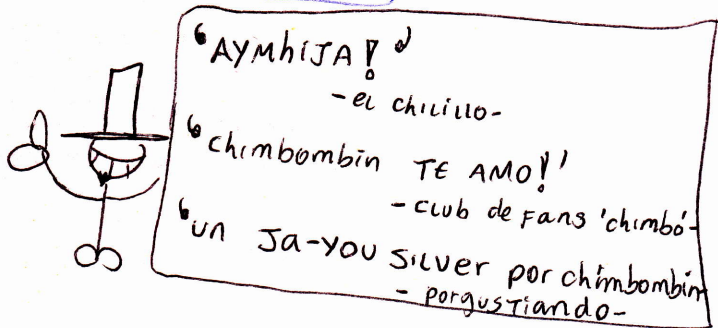 'AYMhiJA!'
-el chilillo-
'chimbombin TE AMO!'
-club de Fans 'chimbó'-
'un Ja-YOU SILVER por chimbombin
- porgustiando-